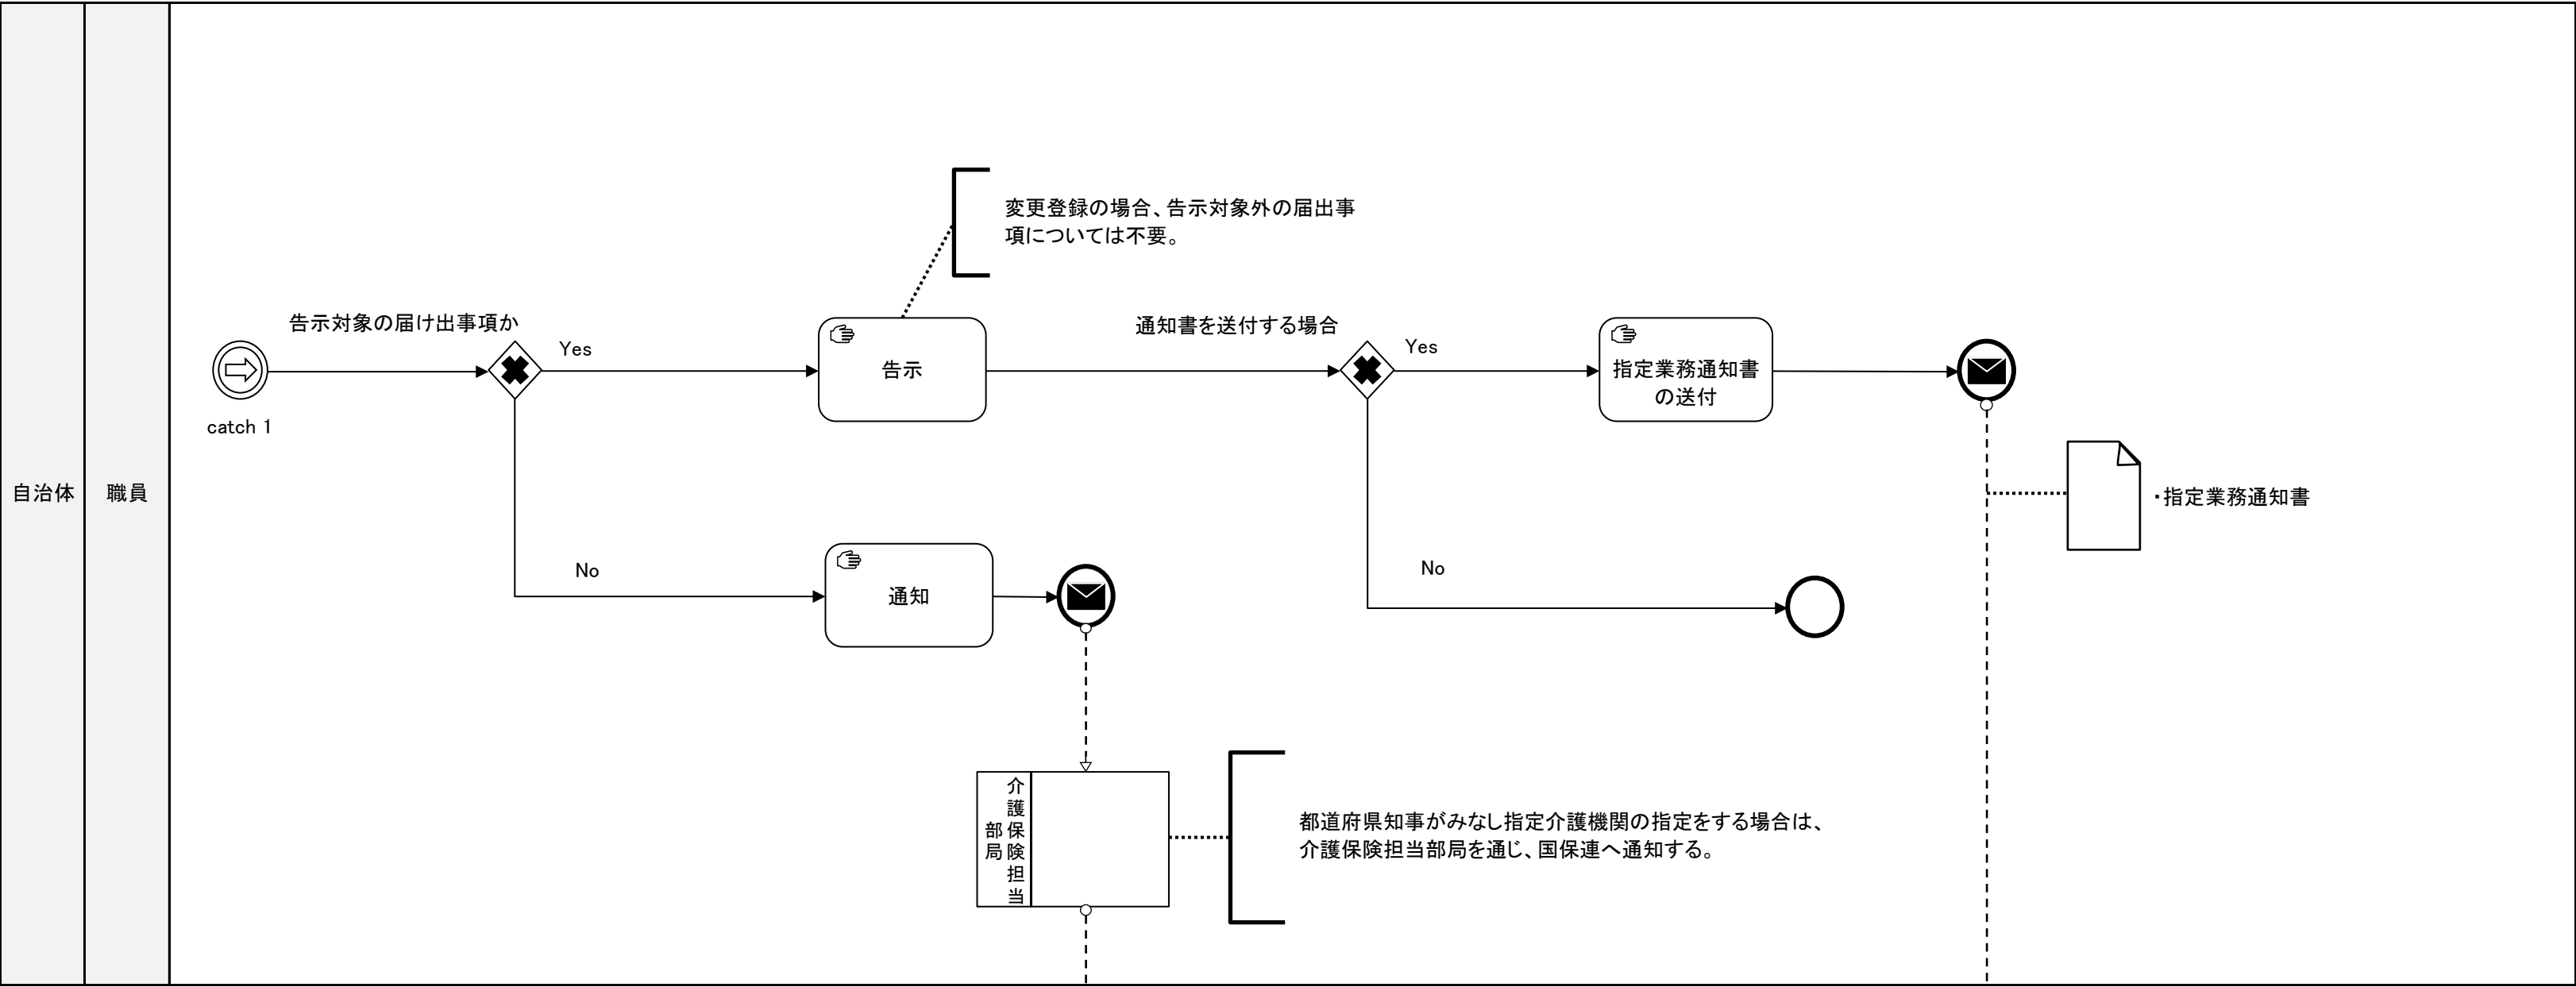 自治体
職員
変更登録の場合、告示対象外の届出事
項については不要。
告示対象の届け出事項か
通知書を送付する場合
Yes
Yes
告示
指定業務通知書
の送付
catch 1
・指定業務通知書
No
No
通知
介護保険担当
部局
都道府県知事がみなし指定介護機関の指定をする場合は、
介護保険担当部局を通じ、国保連へ通知する。